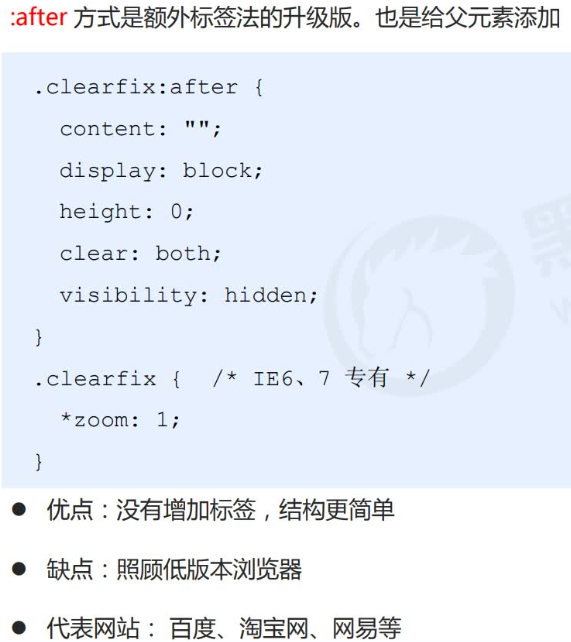 :after 方式是额外标签法的升级版。也是给父元素添加
.clearfix:after {
content: "";
display: block;
height: 0;
clear: both;
visibility: hidden;
}
.clearfix { /* IE6、7 专有 */
*zoom: 1;
}
● 优点：没有增加标签，结构更简单
● 缺点：照顾低版本浏览器
● 代表网站： 百度、淘宝网、网易等